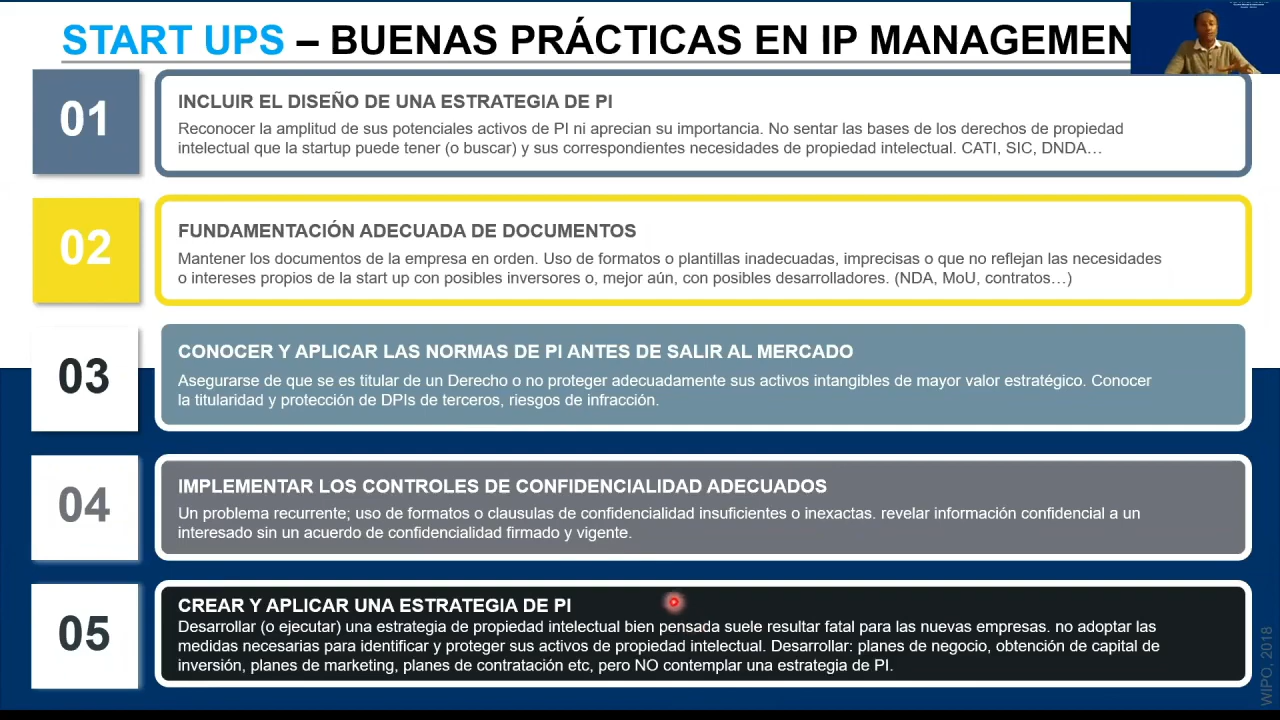 START UPS – BUENAS PRÁCTICAS EN IP MANAGEMEN
01
INCLUIR EL DISEÑO DE UNA ESTRATEGIA DE PI
Reconocer la amplitud de sus potenciales activos de PI ni aprecian su importancia. No sentar las bases de los derechos de propiedad
intelectual que la startup puede tener (o buscar) y sus correspondientes necesidades de propiedad intelectual. CATI, SIC, DNDA…
02
FUNDAMENTACIÓN ADECUADA DE DOCUMENTOS
Mantener los documentos de la empresa en orden. Uso de formatos o plantillas inadecuadas, imprecisas o que no reflejan las necesidades
o intereses propios de la start up con posibles inversores o, mejor aún, con posibles desarrolladores. (NDA, MoU, contratos…)
03
CONOCER Y APLICAR LAS NORMAS DE PI ANTES DE SALIR AL MERCADO
Asegurarse de que se es titular de un Derecho o no proteger adecuadamente sus activos intangibles de mayor valor estratégico. Conocer
la titularidad y protección de DPIs de terceros, riesgos de infracción.
04
IMPLEMENTAR LOS CONTROLES DE CONFIDENCIALIDAD ADECUADOS
Un problema recurrente; uso de formatos o clausulas de confidencialidad insuficientes o inexactas. revelar información confidencial a un
interesado sin un acuerdo de confidencialidad firmado y vigente.
05
CREAR Y APLICAR UNA ESTRATEGIA DE PI
Desarrollar (o ejecutar) una estrategia de propiedad intelectual bien pensada suele resultar fatal para las nuevas empresas. no adoptar las
medidas necesarias para identificar y proteger sus activos de propiedad intelectual. Desarrollar: planes de negocio, obtención de capital de
inversión, planes de marketing, planes de contratación etc, pero NO contemplar una estrategia de PI.
WIPO, 2018